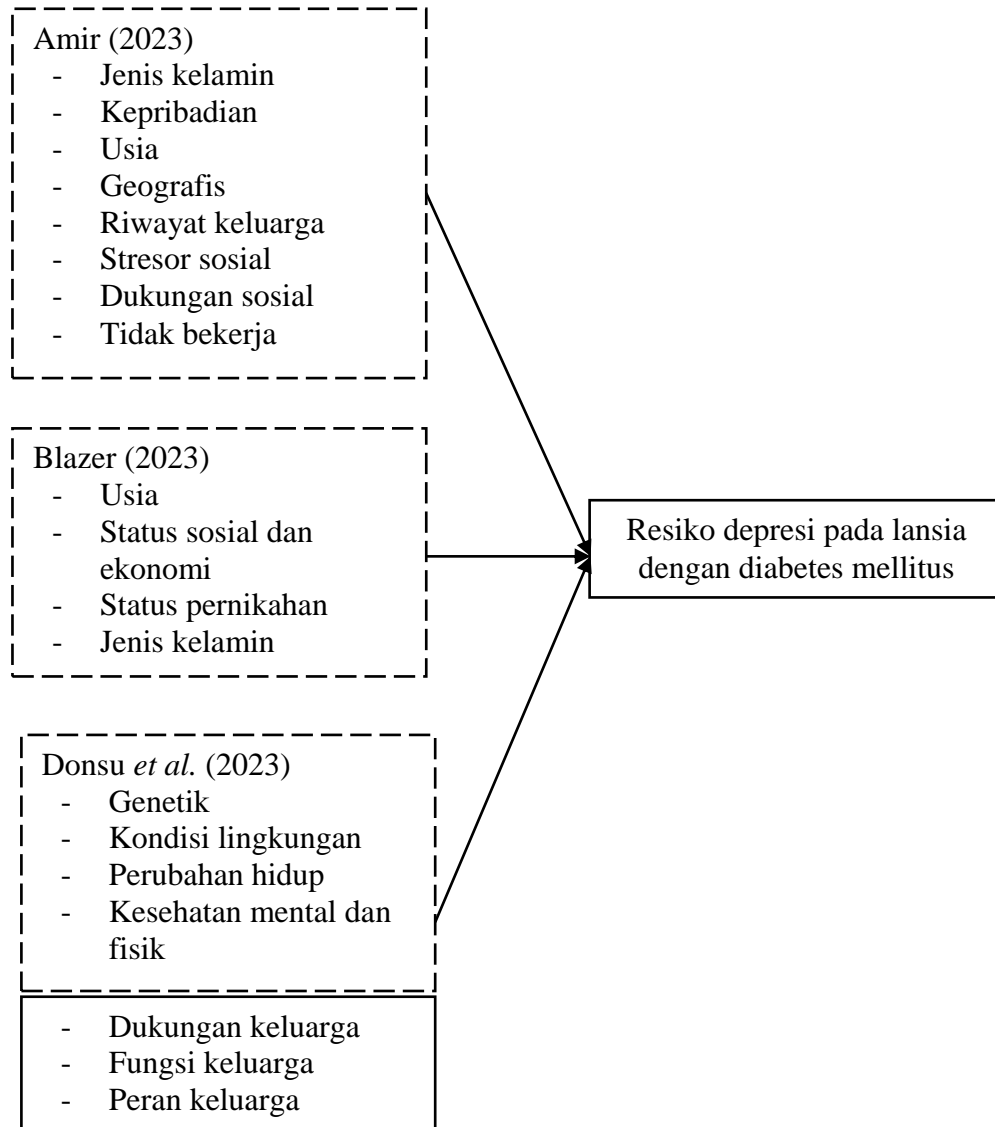 Amir (2023)
- Jenis kelamin
- Kepribadian
- Usia
- Geografis
- Riwayat keluarga
- Stresor sosial
- Dukungan sosial
- Tidak bekerja
Blazer (2023)
- Usia
- Status sosial dan
ekonomi
- Status pernikahan
- Jenis kelamin
Donsu et al. (2023)
- Genetik
- Kondisi lingkungan
- Perubahan hidup
- Kesehatan mental dan
fisik
- Dukungan keluarga
- Fungsi keluarga
- Peran keluarga
Resiko depresi pada lansia
dengan diabetes mellitus